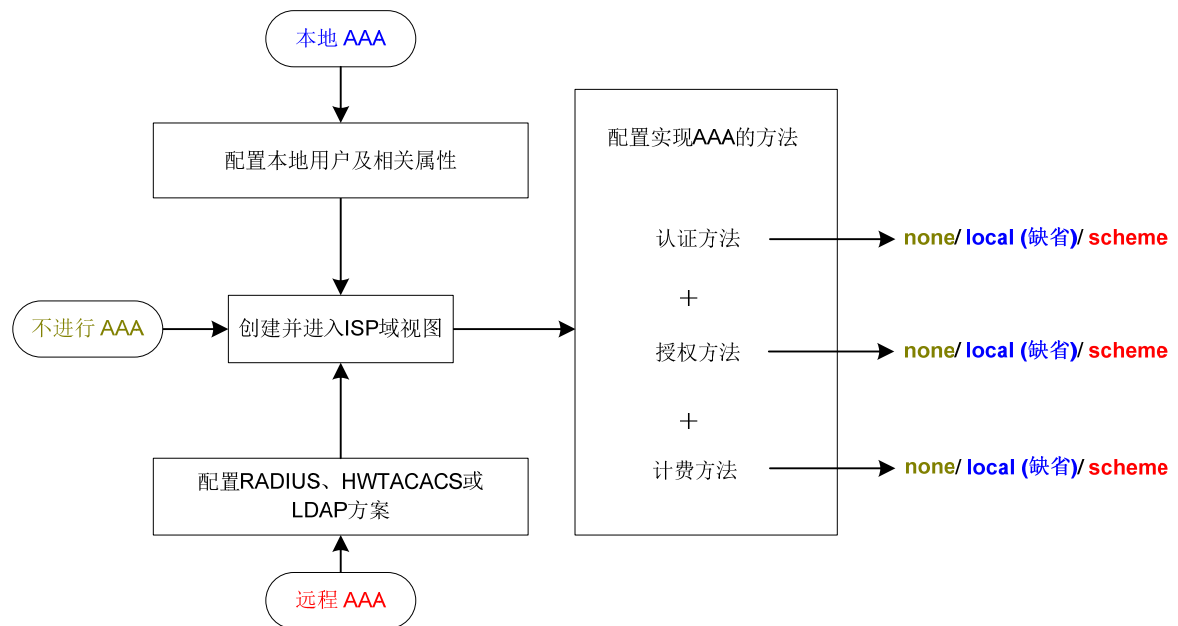 本地 AAA
配置本地用户及相关属性
不进行 AAA
创建并进入ISP域视图
配置RADIUS、HWTACACS或
LDAP方案
远程 AAA
配置实现AAA的方法
认证方法
none/ local (缺省)/ scheme
+
授权方法
none/ local (缺省)/ scheme
+
计费方法
none/ local (缺省)/ scheme